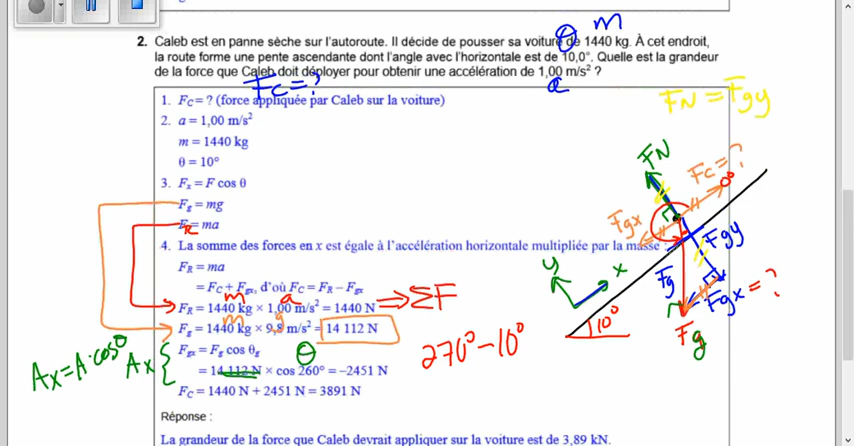 θ m
2. Caleb est en panne sèche sur l'autoroute. Il décide de pousser sa voiture de 1440 kg. À cet endroit,
la route forme une pente ascendante dont l'angle avec l'horizontale est de 10,0°. Quelle est la grandeur
de la force que Caleb doit déployer pour obtenir une accélération de 1,00 m/s² ?
Fc = ? a
1. FC = ? (force appliquée par Caleb sur la voiture)
FN = Fgy
2. a = 1,00 m/s²
m = 1440 kg
θ = 10°
FN Fc = ?
0°
3. Fx = F cos θ
Fg = mg
FR = ma
Fgx
Fgy
4. La somme des forces en x est égale à l'accélération horizontale multipliée par la masse :
FR = ma
y x Fg
= FC + Fgx, d'où FC = FR − Fgx
Fgx = ?
m a
FR = 1440 kg × 1,00 m/s² = 1440 N ⇒ ΣF
m g
Fg = 1440 kg × 9,8 m/s² = 14 112 N
10°
Fg
270° − 10°
Ax = A · cos θ
Ax { Fgx = Fg cos θg
θ
= 14 112 N × cos 260° = −2451 N
FC = 1440 N + 2451 N = 3891 N
Réponse :
La grandeur de la force que Caleb devrait appliquer sur la voiture est de 3,89 kN.